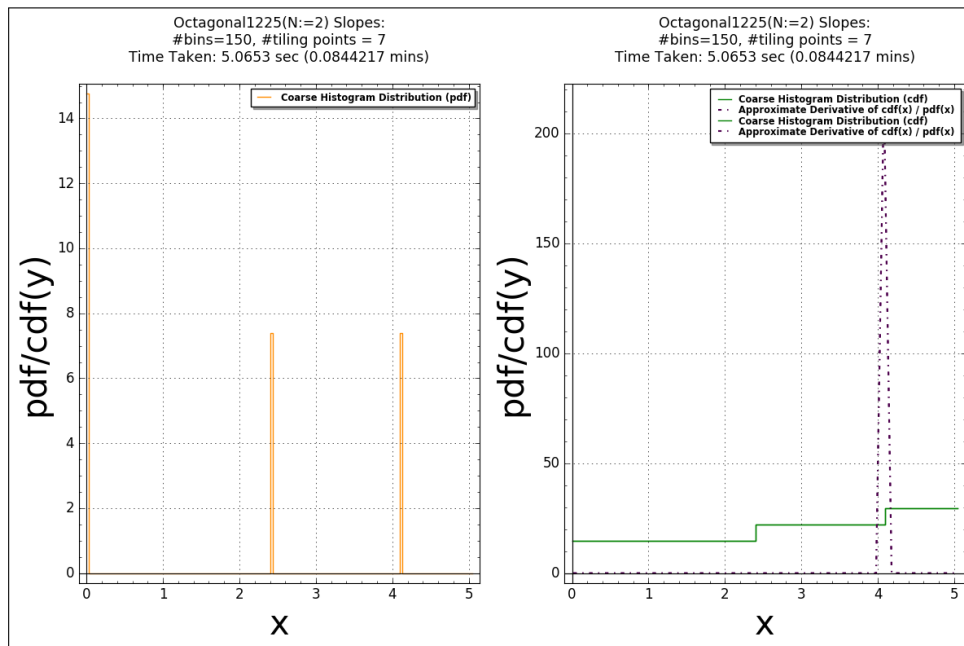 Octagonal1225(N:=2) Slopes:
#bins=150, #tiling points = 7
Time Taken: 5.0653 sec (0.0844217 mins)
Coarse Histogram Distribution (pdf)
14
12
10
8
6
4
2
0
pdf/cdf(y)
0 1 2 3 4 5
x
Octagonal1225(N:=2) Slopes:
#bins=150, #tiling points = 7
Time Taken: 5.0653 sec (0.0844217 mins)
Coarse Histogram Distribution (cdf)
Approximate Derivative of cdf(x) / pdf(x)
Coarse Histogram Distribution (cdf)
Approximate Derivative of cdf(x) / pdf(x)
200
150
100
50
0
pdf/cdf(y)
0 1 2 3 4 5
x